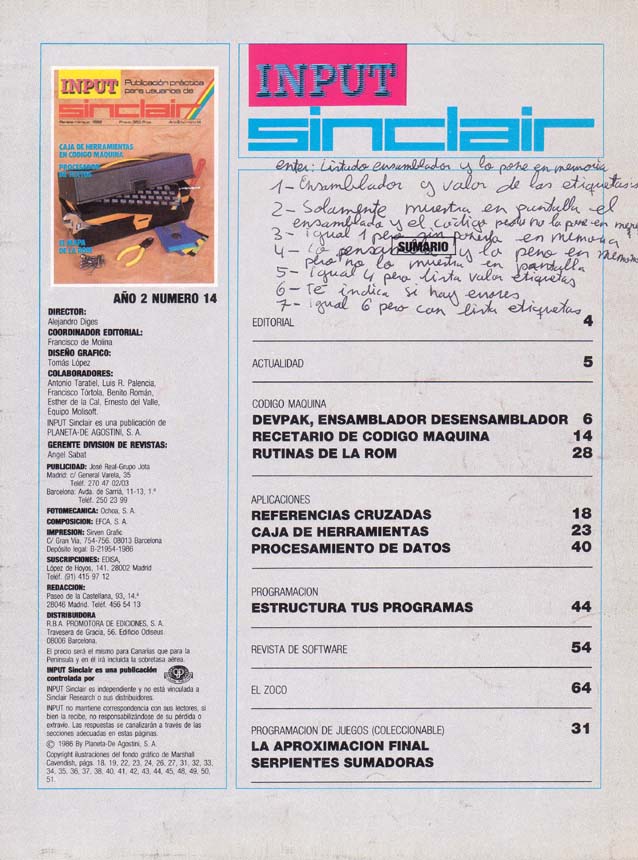 INPUT
Publicación práctica
para usuarios de
sinclair
CAJA DE HERRAMIENTAS
EN CODIGO MAQUINA
PROCESADOR
DE TEXTOS
EL MAPA
DE LA ROM
AÑO 2 NUMERO 14
DIRECTOR:
Alejandro Diges
COORDINADOR EDITORIAL:
Francisco de Molina
DISEÑO GRAFICO:
Tomás López
COLABORADORES:
Antonio Taratiel, Luis R. Palencia,
Francisco Tórtola, Benito Román,
Esther de la Cal, Ernesto del Valle,
Equipo Molisoft.
INPUT Sinclair es una publicación de
PLANETA-DE AGOSTINI, S. A.
GERENTE DIVISION DE REVISTAS:
Angel Sabat
PUBLICIDAD: José Real-Grupo Jota
Madrid: c/ General Varela, 35
Teléf. 270 47 02/03
Barcelona: Avda. de Sarriá, 11-13, 1.º
Teléf. 250 23 99
FOTOMECANICA: Ochoa, S. A.
COMPOSICION: EFCA, S. A.
IMPRESION: Sirven Grafic
C/ Gran Vía, 754-756. 08013 Barcelona
Depósito legal: B-21954-1986
SUSCRIPCIONES: EDISA,
López de Hoyos, 141. 28002 Madrid
Teléf. (91) 415 97 12
REDACCION:
Paseo de la Castellana, 93, 14.º
28046 Madrid. Teléf. 456 54 13
DISTRIBUIDORA
R.B.A. PROMOTORA DE EDICIONES, S. A.
Travesera de Gracia, 56. Edificio Odiseus.
08006 Barcelona.
El precio será el mismo para Canarias que para la
Península y en él irá incluida la sobretasa aérea.
INPUT Sinclair es una publicación
controlada por
INPUT Sinclair es independiente y no está vinculada a
Sinclair Research o sus distribuidores.
INPUT no mantiene correspondencia con sus lectores, si
bien la recibe, no responsabilizándose de su pérdida o
extravío. Las respuestas se canalizarán a través de las
secciones adecuadas en estas páginas.
© 1986 By Planeta-De Agostini, S. A.
Copyright ilustraciones del fondo gráfico de Marshall
Cavendish, págs. 18, 19, 22, 23, 24, 26, 27, 31, 32, 33,
34, 35, 36, 37, 38, 40, 41, 42, 43, 44, 45, 48, 49, 50,
51.
INPUT
sinclair
enter: Listado ensamblador y lo pone en memoria
1- Ensamblador y valor de las etiquetas
2- Solamente muestra en pantalla el
ensamblado y el código pero no lo pone en
3- igual 1 pero sin ponerlo en memoria
4- Lo y lo pone en memoria
pero no lo muestra en pantalla
5- igual 4 pero lista valor etiquetas
6- Te indica si hay errores
7- igual 6 pero con lista etiquetas
SUMARIO
EDITORIAL 4
ACTUALIDAD 5
CODIGO MAQUINA
DEVPAK, ENSAMBLADOR DESENSAMBLADOR 6
RECETARIO DE CODIGO MAQUINA 14
RUTINAS DE LA ROM 28
APLICACIONES
REFERENCIAS CRUZADAS 18
CAJA DE HERRAMIENTAS 23
PROCESAMIENTO DE DATOS 40
PROGRAMACION
ESTRUCTURA TUS PROGRAMAS 44
REVISTA DE SOFTWARE 54
EL ZOCO 64
PROGRAMACION DE JUEGOS (COLECCIONABLE) 31
LA APROXIMACION FINAL
SERPIENTES SUMADORAS